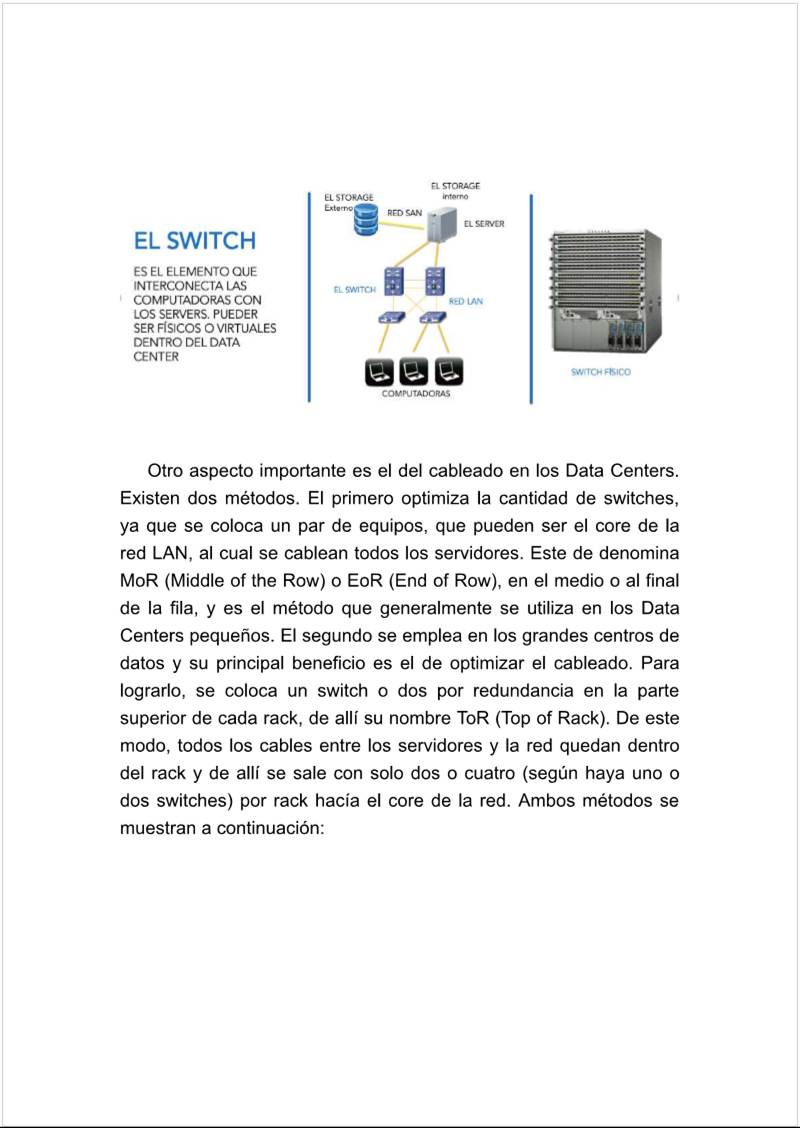 EL SWITCH
ES EL ELEMENTO QUE
INTERCONECTA LAS
COMPUTADORAS CON
LOS SERVERS. PUEDER
SER FÍSICOS O VIRTUALES
DENTRO DEL DATA
CENTER
EL STORAGE
Externo
EL STORAGE
interno
RED SAN
EL SERVER
EL SWITCH
RED LAN
COMPUTADORAS
SWITCH FÍSICO
Otro aspecto importante es el del cableado en los Data Centers.
Existen dos métodos. El primero optimiza la cantidad de switches,
ya que se coloca un par de equipos, que pueden ser el core de la
red LAN, al cual se cablean todos los servidores. Este de denomina
MoR (Middle of the Row) o EoR (End of Row), en el medio o al final
de la fila, y es el método que generalmente se utiliza en los Data
Centers pequeños. El segundo se emplea en los grandes centros de
datos y su principal beneficio es el de optimizar el cableado. Para
lograrlo, se coloca un switch o dos por redundancia en la parte
superior de cada rack, de allí su nombre ToR (Top of Rack). De este
modo, todos los cables entre los servidores y la red quedan dentro
del rack y de allí se sale con solo dos o cuatro (según haya uno o
dos switches) por rack hacía el core de la red. Ambos métodos se
muestran a continuación: